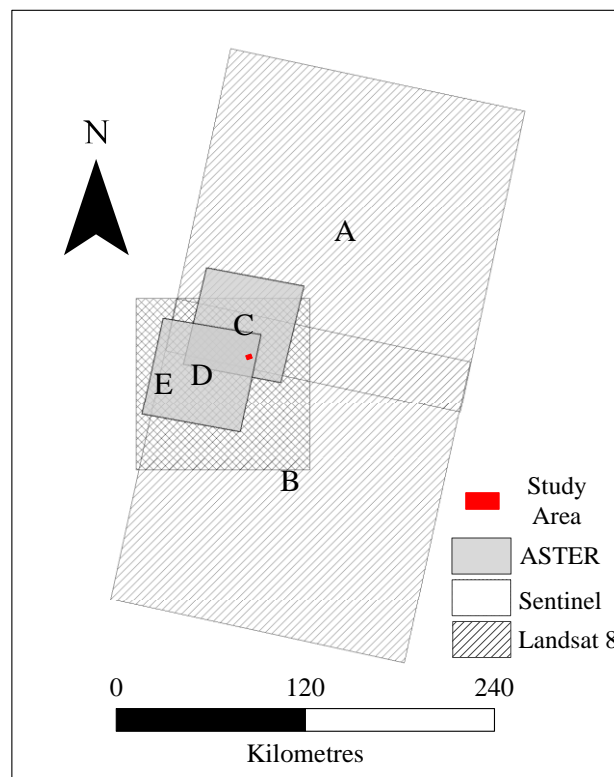 N
A
C
E
D
B
Study
Area
ASTER
Sentinel
Landsat 8
0
120
240
Kilometres